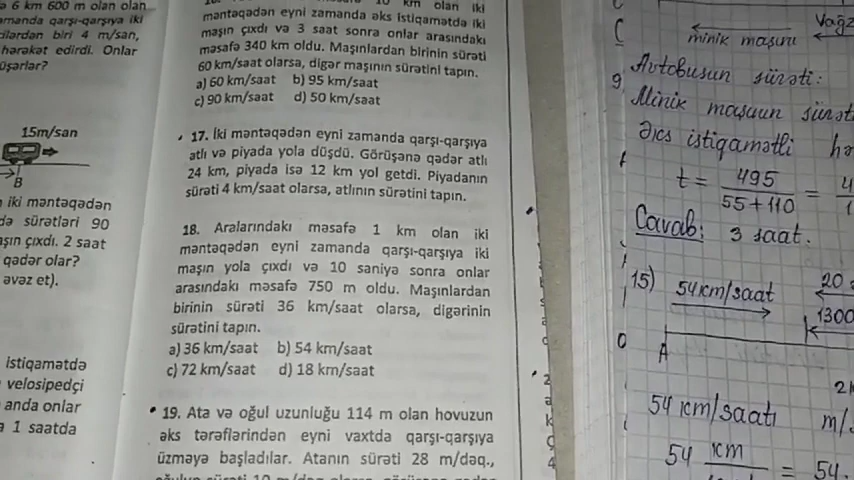 6 km 600 m olan olan
qarşı-qarşıya iki
biri 4 m/san,
hərəkət edirdi. Onlar
15m/san
B
iki məntəqədən
sürətləri 90
çıxdı. 2 saat
qədər olar?
əvəz et).
istiqamətdə
velosipedçi
anda onlar
1 saatda
km olan iki
məntəqədən eyni zamanda əks istiqamətdə iki
maşın çıxdı və 3 saat sonra onlar arasındakı
məsafə 340 km oldu. Maşınlardan birinin sürəti
60 km/saat olarsa, digər maşının sürətini tapın.
a) 60 km/saat b) 95 km/saat
c) 90 km/saat d) 50 km/saat
17. İki məntəqədən eyni zamanda qarşı-qarşıya
atlı və piyada yola düşdü. Görüşənə qədər atlı
24 km, piyada isə 12 km yol getdi. Piyadanın
sürəti 4 km/saat olarsa, atlının sürətini tapın.
18. Aralarındakı məsafə 1 km olan iki
məntəqədən eyni zamanda qarşı-qarşıya iki
maşın yola çıxdı və 10 saniyə sonra onlar
arasındakı məsafə 750 m oldu. Maşınlardan
birinin sürəti 36 km/saat olarsa, digərinin
sürətini tapın.
a) 36 km/saat b) 54 km/saat
c) 72 km/saat d) 18 km/saat
19. Ata və oğul uzunluğu 114 m olan hovuzun
əks tərəflərindən eyni vaxtda qarşı-qarşıya
üzməyə başladılar. Atanın sürəti 28 m/dəq.,
minik maşını
Avtobusun sürəti:
Minik maşının
Əks istiqamətli
t = 495 / 55+110 =
Cavab: 3 saat.
15) 54 km/saat 20
1300
A
54 km/saatı m/
54 km = 54.